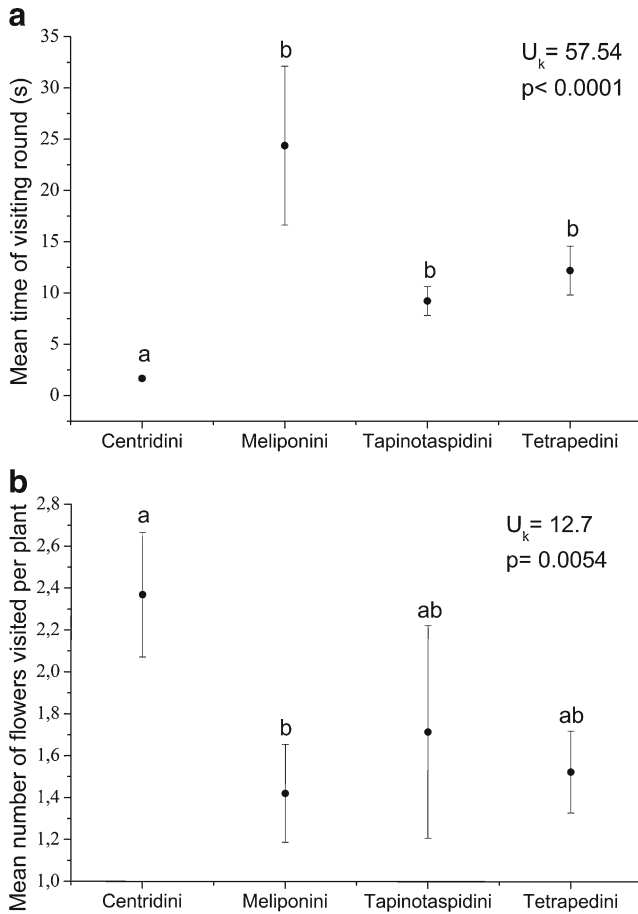 a
Mean time of visiting round (s)
35
30
25
20
15
10
5
0
a
b
b
b
Uk= 57.54
p< 0.0001
Centridini
Meliponini
Tapinotaspidini
Tetrapedini
b
Mean number of flowers visited per plant
2,8
2,6
2,4
2,2
2,0
1,8
1,6
1,4
1,2
1,0
a
b
ab
ab
Uk= 12.7
p= 0.0054
Centridini
Meliponini
Tapinotaspidini
Tetrapedini